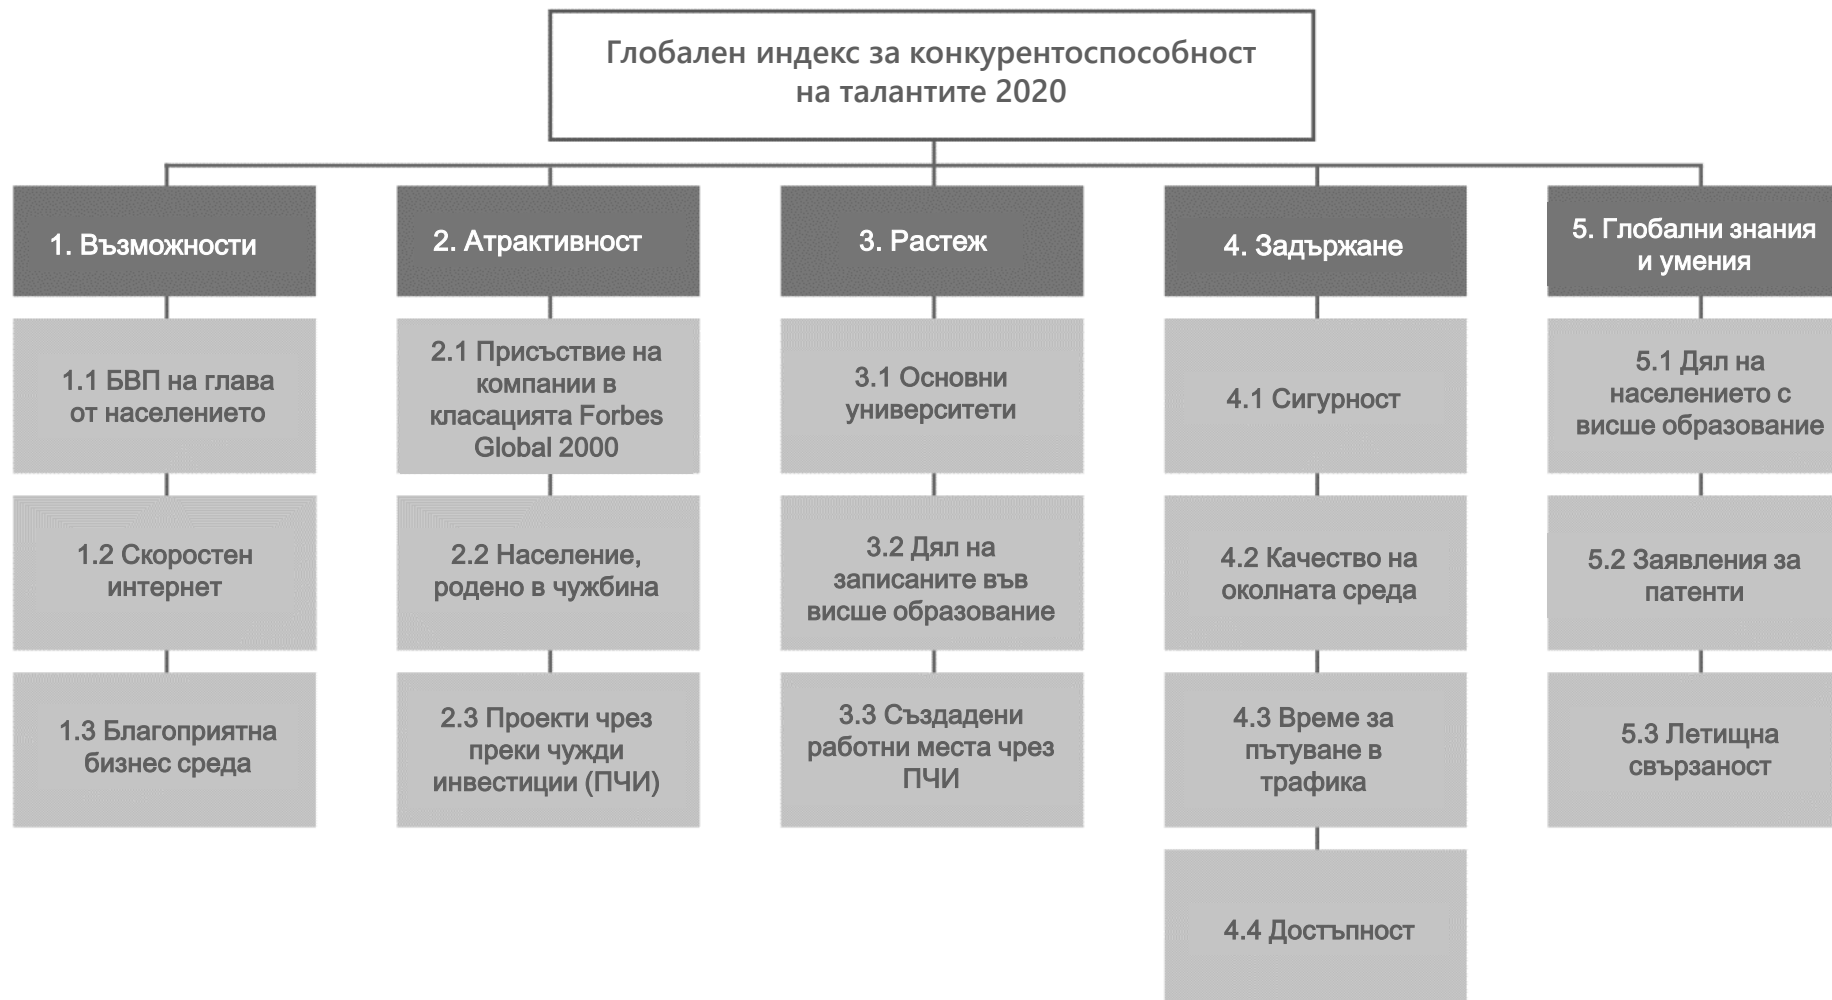 Глобален индекс за конкурентоспособност
на талантите 2020
1. Възможности
1.1 БВП на глава
от населението
1.2 Скоростен
интернет
1.3 Благоприятна
бизнес среда
2. Атрактивност
2.1 Присъствие на
компании в
класацията Forbes
Global 2000
2.2 Население,
родено в чужбина
2.3 Проекти чрез
преки чужди
инвестиции (ПЧИ)
3. Растеж
3.1 Основни
университети
3.2 Дял на
записаните във
висше образование
3.3 Създадени
работни места чрез
ПЧИ
4. Задържане
4.1 Сигурност
4.2 Качество на
околната среда
4.3 Време за
пътуване в
трафика
4.4 Достъпност
5. Глобални знания
и умения
5.1 Дял на
населението с
висше образование
5.2 Заявления за
патенти
5.3 Летищна
свързаност